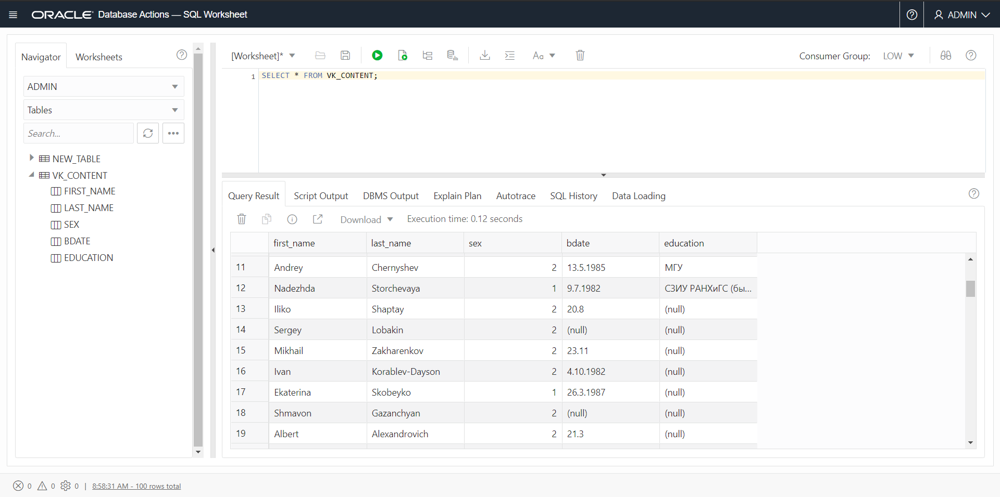 ORACLE Database Actions — SQL Worksheet
ADMIN
Navigator Worksheets
ADMIN
Tables
Search...
NEW_TABLE
VK_CONTENT
FIRST_NAME
LAST_NAME
SEX
BDATE
EDUCATION
[Worksheet]* Aa Consumer Group: LOW
1 SELECT * FROM VK_CONTENT;
Query Result Script Output DBMS Output Explain Plan Autotrace SQL History Data Loading
Download Execution time: 0.12 seconds
first_name last_name sex bdate education
11 Andrey Chernyshev 2 13.5.1985 МГУ
12 Nadezhda Storchevaya 1 9.7.1982 СЗИУ РАНХиГС (бы...
13 Iliko Shaptay 2 20.8 (null)
14 Sergey Lobakin 2 (null) (null)
15 Mikhail Zakharenkov 2 23.11 (null)
16 Ivan Korablev-Dayson 2 4.10.1982 (null)
17 Ekaterina Skobeyko 1 26.3.1987 (null)
18 Shmavon Gazanchyan 2 (null) (null)
19 Albert Alexandrovich 2 21.3 (null)
0 0 0 | 8:58:31 AM - 100 rows total